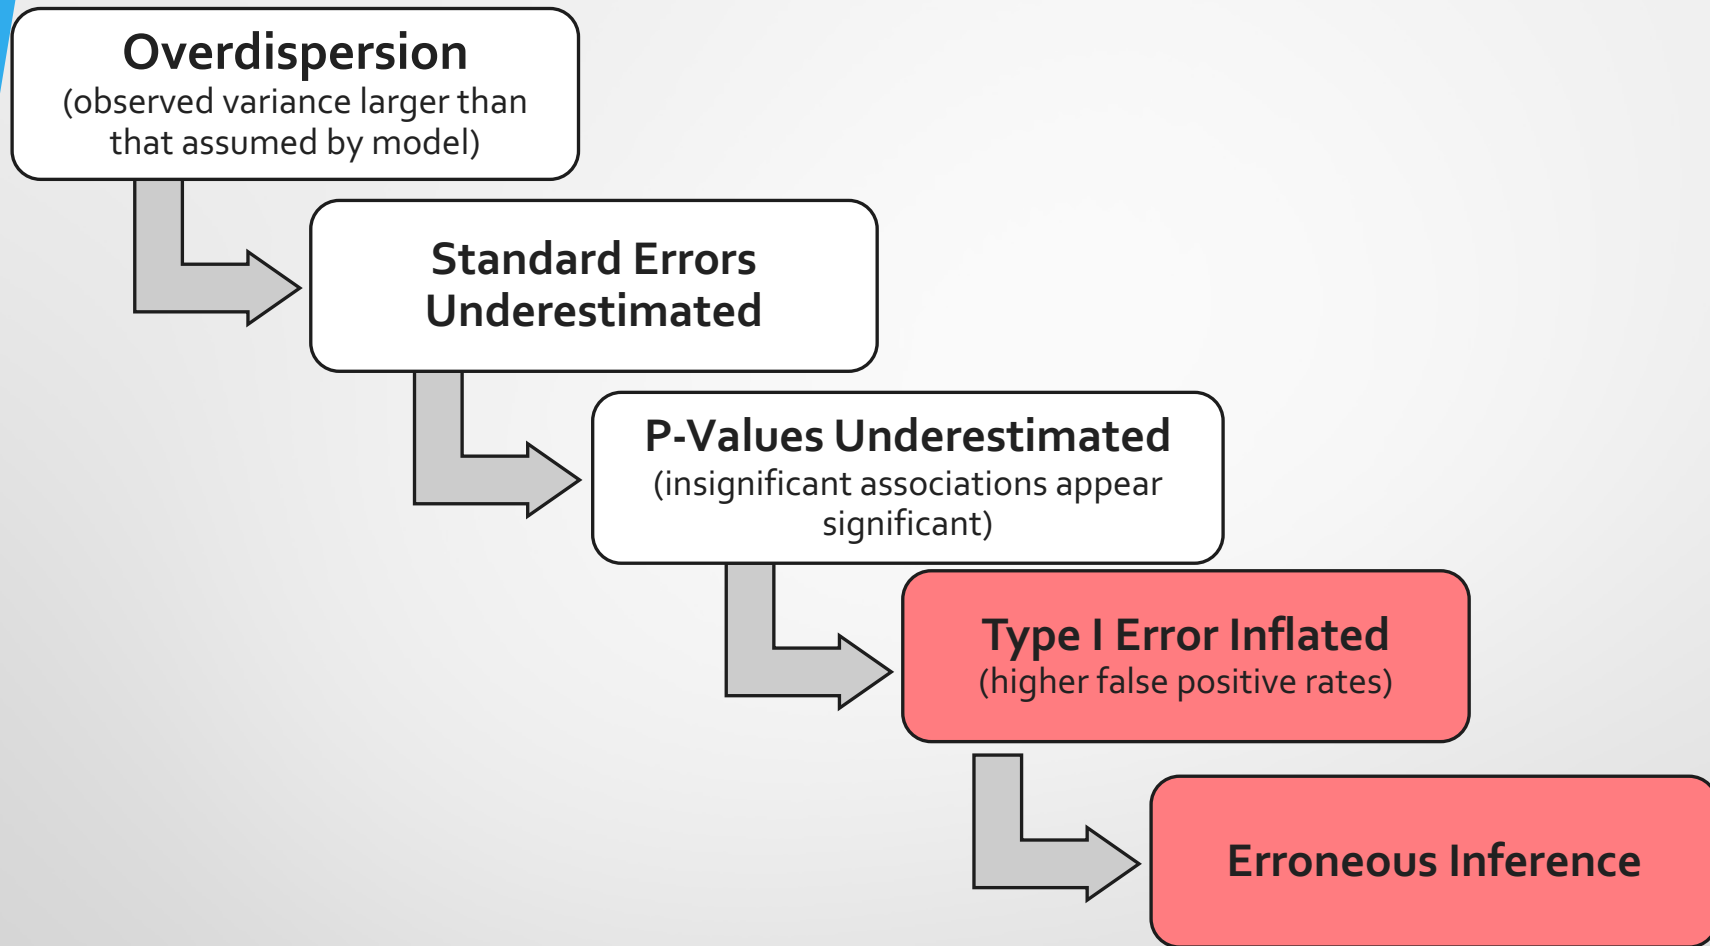 Overdispersion
(observed variance larger than
that assumed by model)
Standard Errors
Underestimated
P-Values Underestimated
(insignificant associations appear
significant)
Type I Error Inflated
(higher false positive rates)
Erroneous Inference